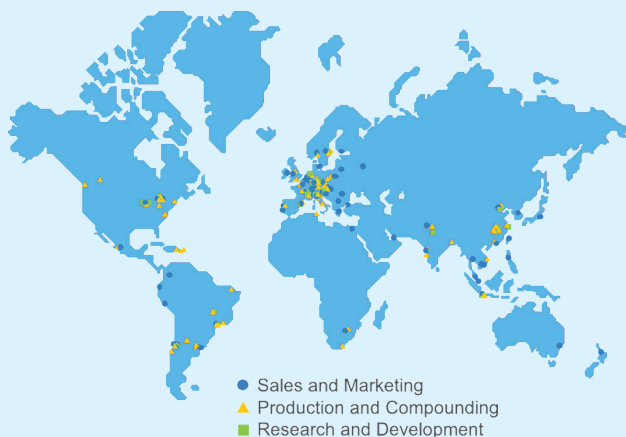 Sales and Marketing
Production and Compounding
Research and Development